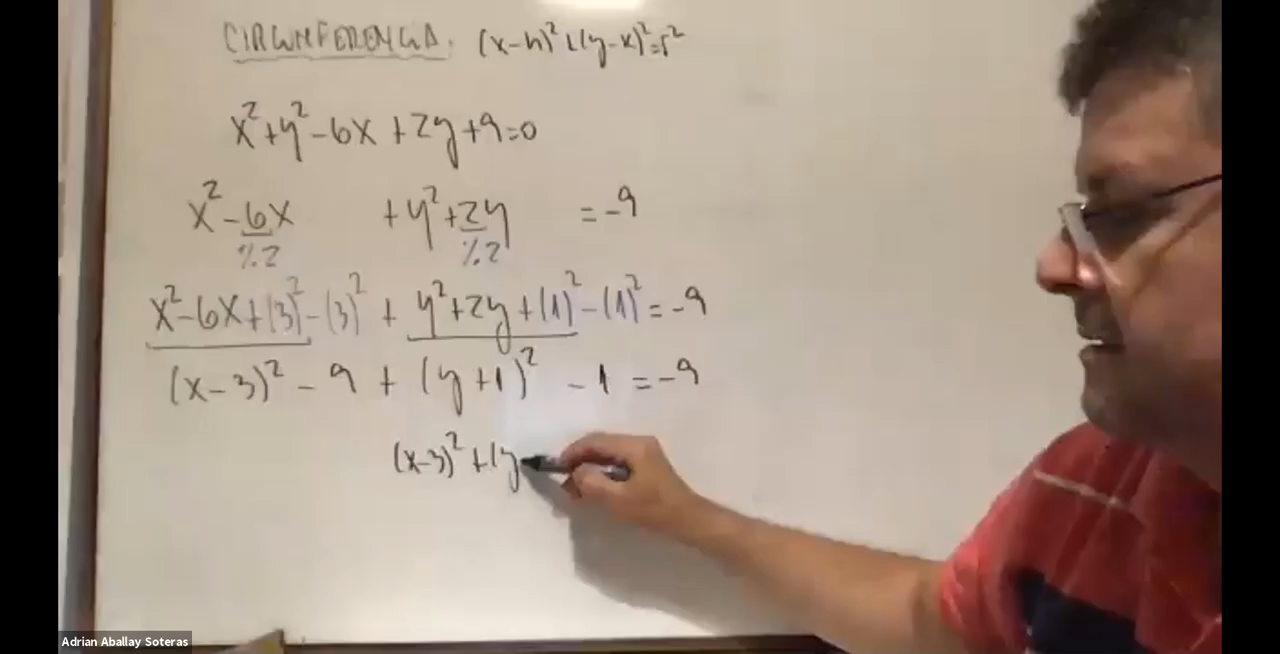 CIRCUNFERENCIA. (x-h)²+(y-k)²=r²
x²+y²-6x+2y+9=0
x²-6x +y²+2y =-9
%2 %2
x²-6x+(3)²-(3)² + y²+2y+(1)²-(1)²=-9
(x-3)²-9 + (y+1)² -1 =-9
(x-3)²+(y
Adrian Aballay Soteras